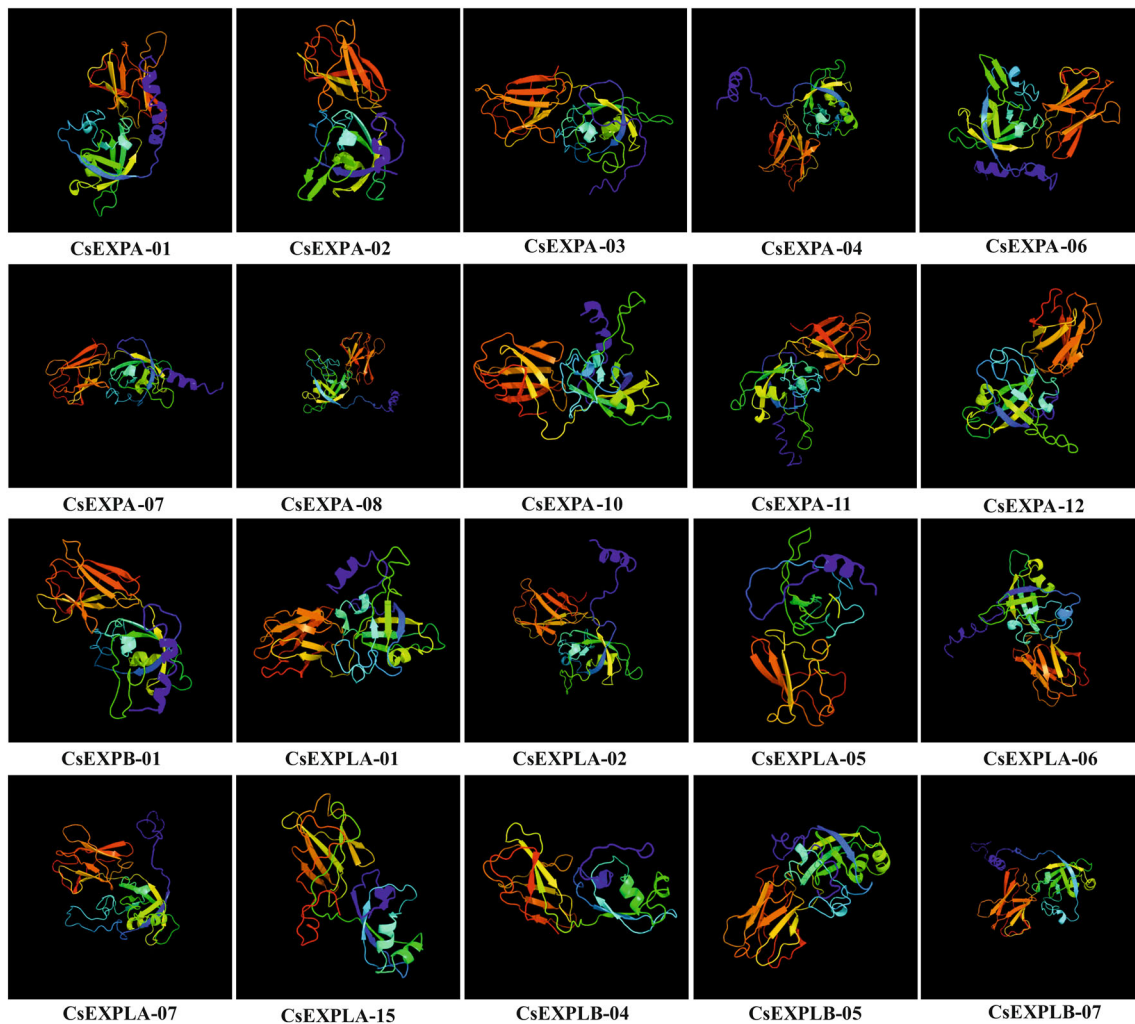 CsEXPA-01 CsEXPA-02 CsEXPA-03 CsEXPA-04 CsEXPA-06
CsEXPA-07 CsEXPA-08 CsEXPA-10 CsEXPA-11 CsEXPA-12
CsEXPB-01 CsEXPLA-01 CsEXPLA-02 CsEXPLA-05 CsEXPLA-06
CsEXPLA-07 CsEXPLA-15 CsEXPLB-04 CsEXPLB-05 CsEXPLB-07